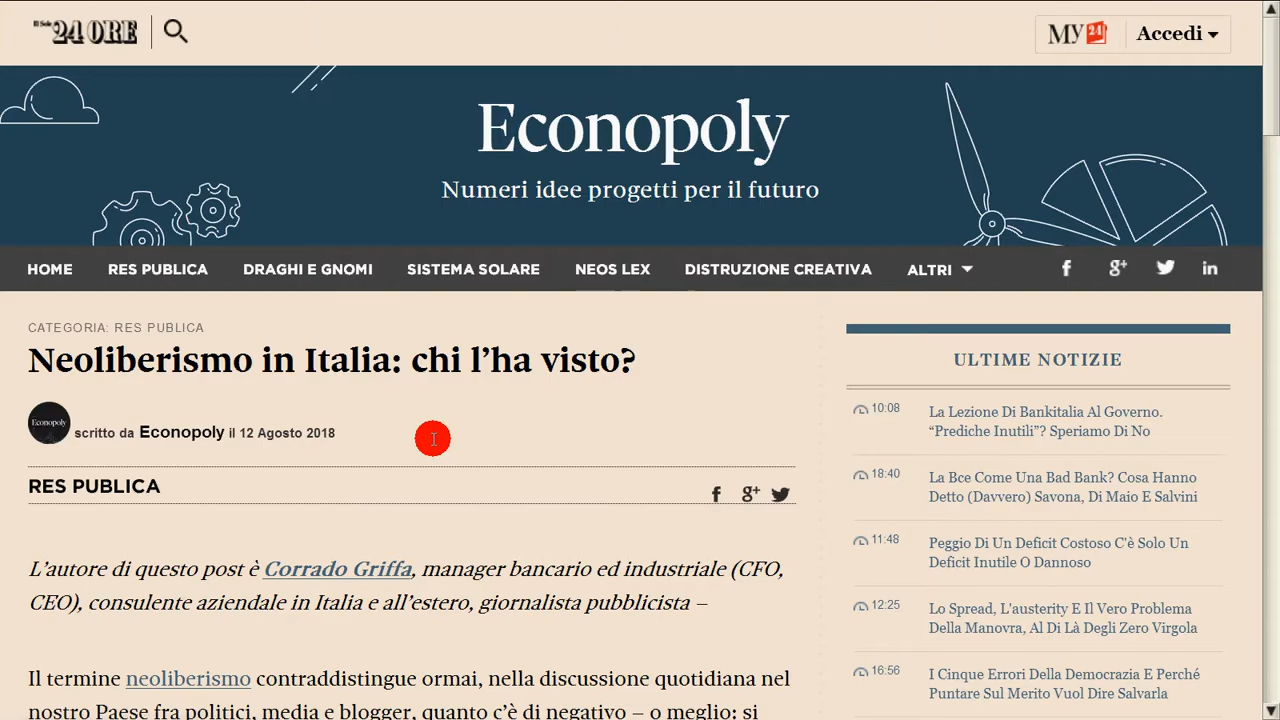 Il Sole 24 ORE
MY 24 Accedi
Econopoly
Numeri idee progetti per il futuro
HOME RES PUBLICA DRAGHI E GNOMI SISTEMA SOLARE NEOS LEX DISTRUZIONE CREATIVA ALTRI f g+ in
CATEGORIA: RES PUBLICA
Neoliberismo in Italia: chi l’ha visto?
Econopoly
scritto da Econopoly il 12 Agosto 2018
RES PUBLICA
f g+
L’autore di questo post è Corrado Griffa, manager bancario ed industriale (CFO,
CEO), consulente aziendale in Italia e all’estero, giornalista pubblicista –
Il termine neoliberismo contraddistingue ormai, nella discussione quotidiana nel
nostro Paese fra politici, media e blogger, quanto c’è di negativo – o meglio: si
ULTIME NOTIZIE
10:08 La Lezione Di Bankitalia Al Governo.
“Prediche Inutili”? Speriamo Di No
18:40 La Bce Come Una Bad Bank? Cosa Hanno
Detto (Davvero) Savona, Di Maio E Salvini
11:48 Peggio Di Un Deficit Costoso C'è Solo Un
Deficit Inutile O Dannoso
12:25 Lo Spread, L'austerity E Il Vero Problema
Della Manovra, Al Di Là Degli Zero Virgola
16:56 I Cinque Errori Della Democrazia E Perché
Puntare Sul Merito Vuol Dire Salvarla